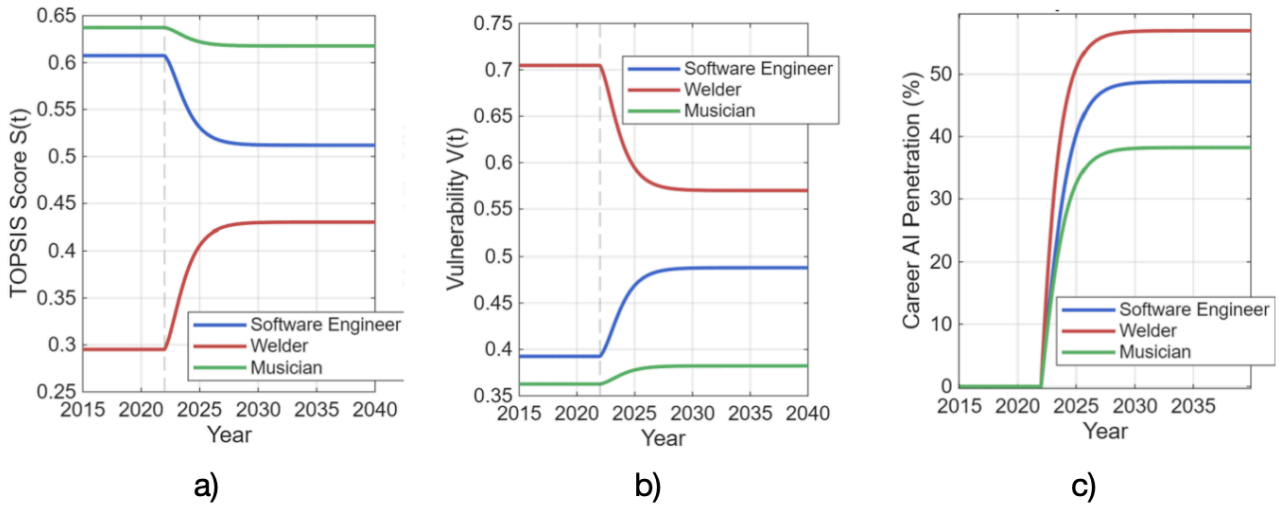 TOPSIS Score S(t)
0.65
0.6
0.55
0.5
0.45
0.4
0.35
0.3
0.25
Software Engineer
Welder
Musician
2015 2020 2025 2030 2035 2040
Year
a)
Vulnerability V(t)
0.75
0.7
0.65
0.6
0.55
0.5
0.45
0.4
0.35
Software Engineer
Welder
Musician
2015 2020 2025 2030 2035 2040
Year
b)
Career AI Penetration (%)
50
40
30
20
10
0
Software Engineer
Welder
Musician
2015 2020 2025 2030 2035
Year
c)